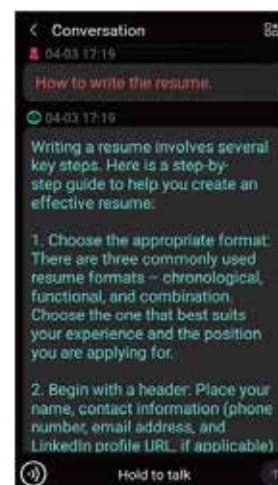 Conversation
04-03 17:19
How to write the resume.
04-03 17:19
Writing a resume involves several
key steps. Here is a step-by-
step guide to help you create an
effective resume:
1. Choose the appropriate format:
There are three commonly used
resume formats – chronological,
functional, and combination.
Choose the one that best suits
your experience and the position
you are applying for.
2. Begin with a header: Place your
name, contact information (phone
number, email address, and
LinkedIn profile URL, if applicable)
Hold to talk